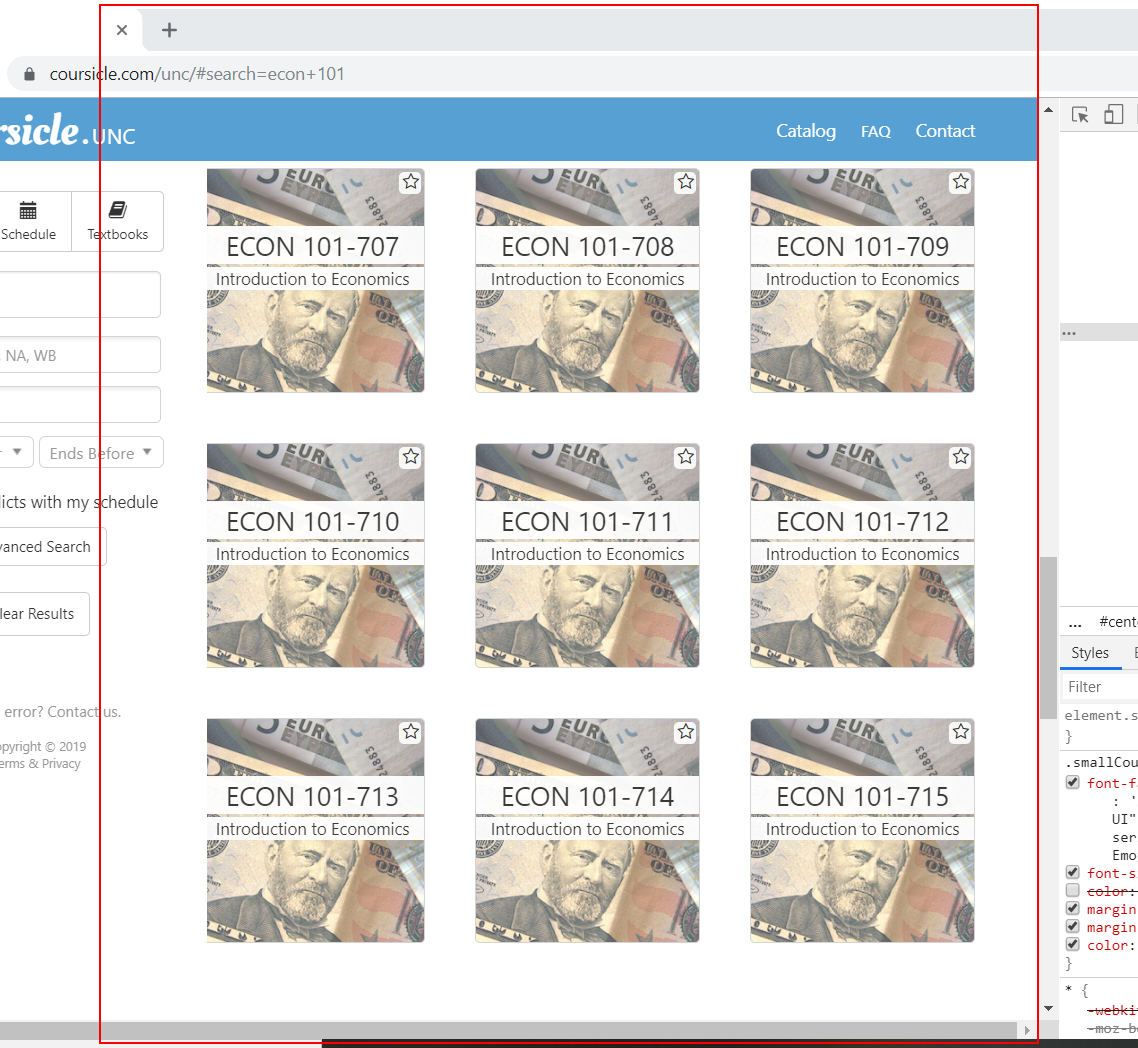 coursicle.com/unc/#search=econ+101
rsicle.UNC
Catalog FAQ Contact
Schedule Textbooks
, NA, WB
Ends Before
licts with my schedule
vanced Search
lear Results
error? Contact us.
opyright © 2019
erms & Privacy
ECON 101-707
Introduction to Economics
ECON 101-708
Introduction to Economics
ECON 101-709
Introduction to Economics
ECON 101-710
Introduction to Economics
ECON 101-711
Introduction to Economics
ECON 101-712
Introduction to Economics
ECON 101-713
Introduction to Economics
ECON 101-714
Introduction to Economics
ECON 101-715
Introduction to Economics
...
... #cent
Styles
Filter
element.s
}
.smallCou
font-f
: '
UI"
ser
Emo
font-s
color:
margin
margin
color:
}
* {
-webki
-moz-b